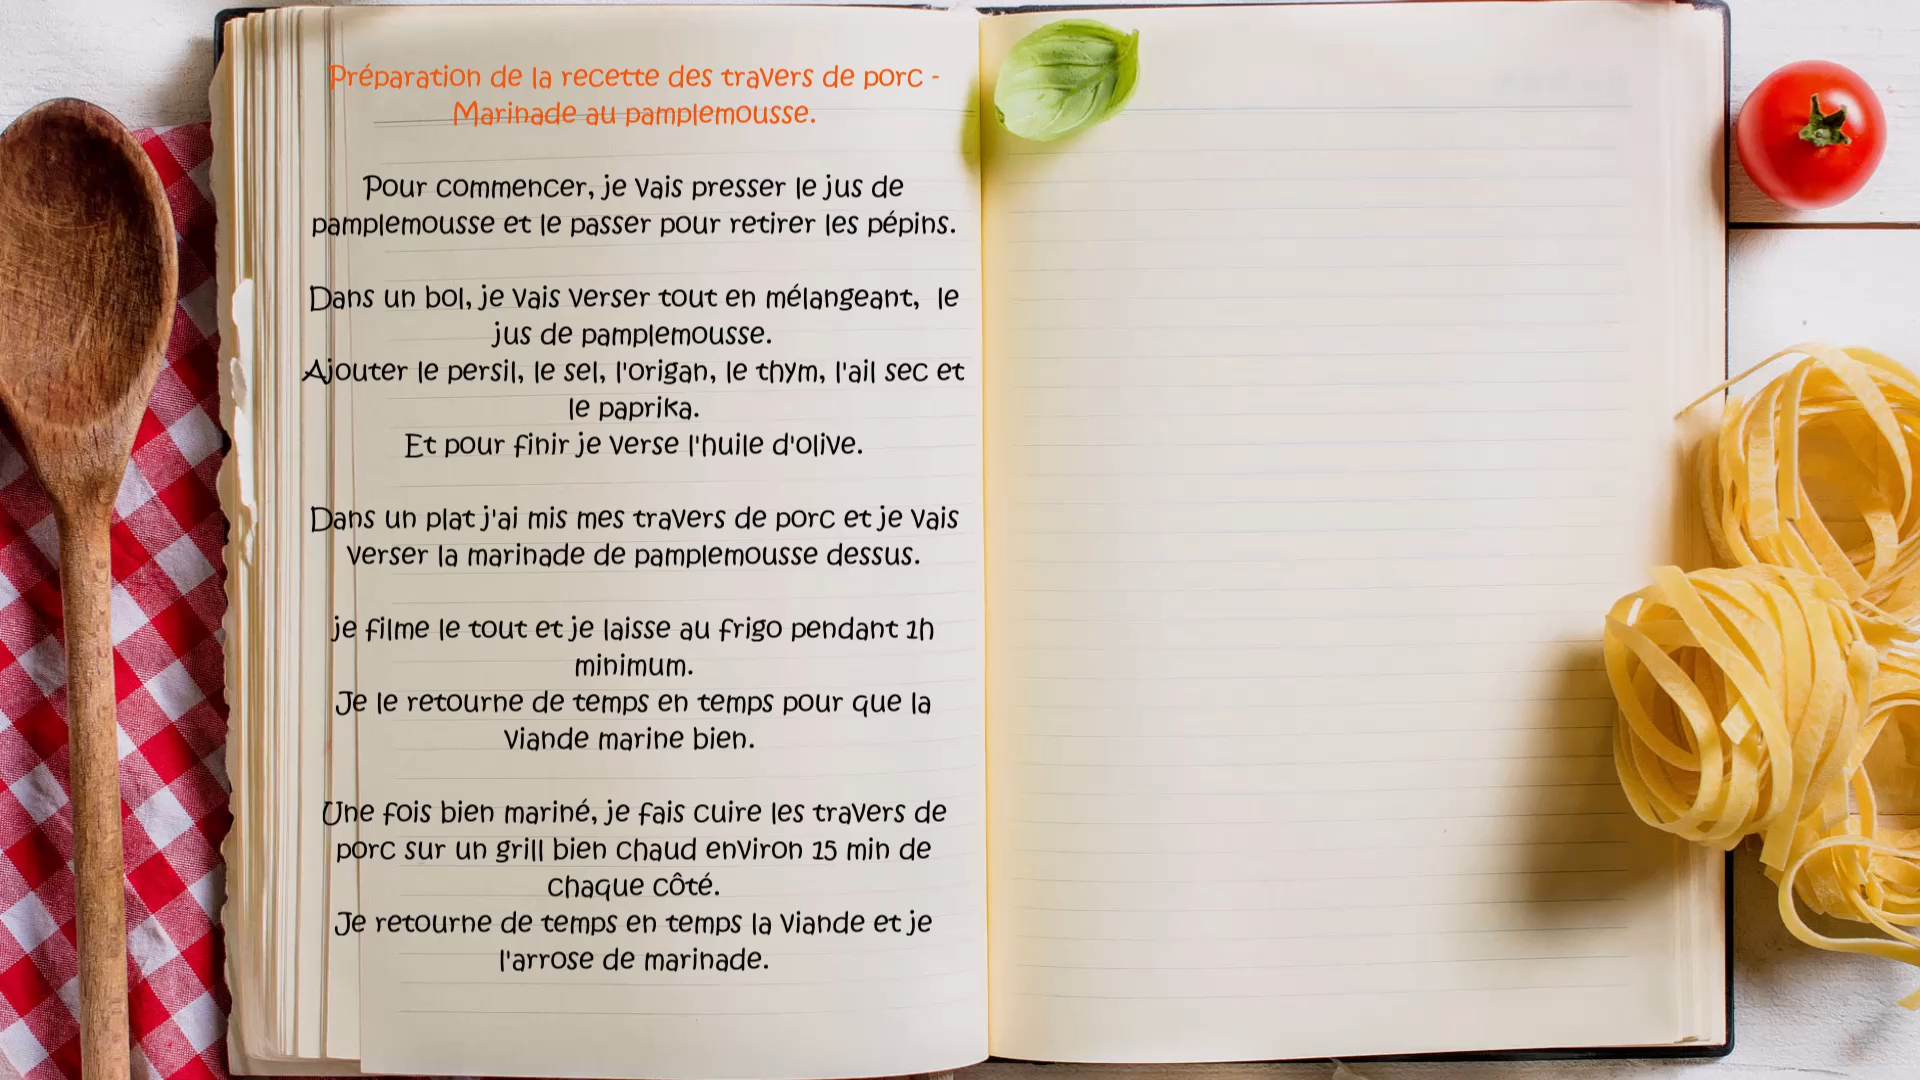 Préparation de la recette des travers de porc -
Marinade au pamplemousse.
Pour commencer, je vais presser le jus de
pamplemousse et le passer pour retirer les pépins.
Dans un bol, je vais verser tout en mélangeant, le
jus de pamplemousse.
Ajouter le persil, le sel, l'origan, le thym, l'ail sec et
le paprika.
Et pour finir je verse l'huile d'olive.
Dans un plat j'ai mis mes travers de porc et je vais
verser la marinade de pamplemousse dessus.
je filme le tout et je laisse au frigo pendant 1h
minimum.
Je le retourne de temps en temps pour que la
viande marine bien.
Une fois bien mariné, je fais cuire les travers de
porc sur un grill bien chaud environ 15 min de
chaque côté.
Je retourne de temps en temps la viande et je
l'arrose de marinade.